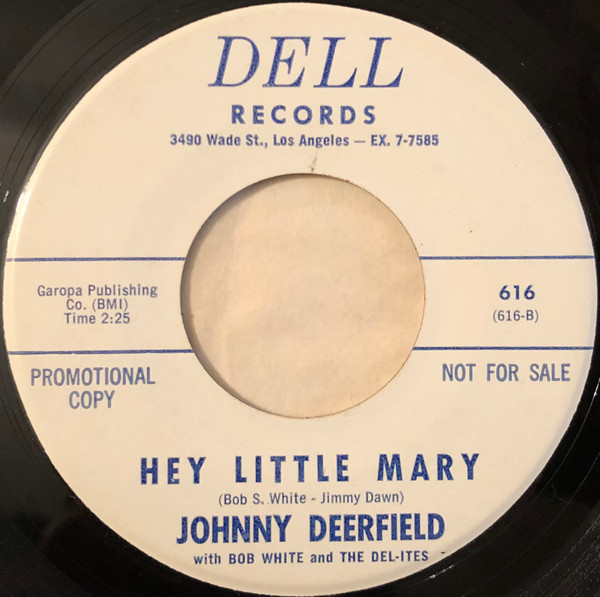 DELL
RECORDS
3490 Wade St., Los Angeles — EX. 7-7585
Garopa Publishing
Co. (BMI)
Time 2:25
616
(616-B)
PROMOTIONAL
COPY
NOT FOR SALE
HEY LITTLE MARY
(Bob S. White - Jimmy Dawn)
JOHNNY DEERFIELD
with BOB WHITE and THE DEL-ITES